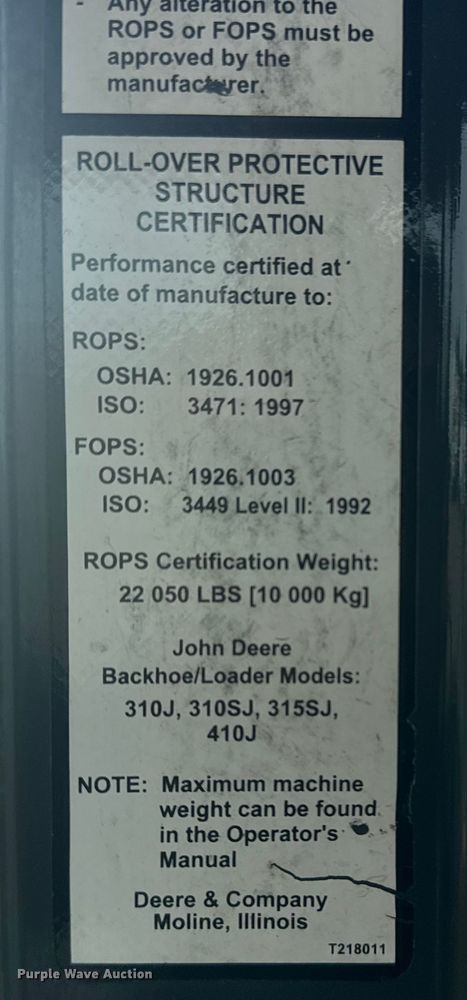 - Any alteration to the
ROPS or FOPS must be
approved by the
manufacturer.
ROLL-OVER PROTECTIVE
STRUCTURE
CERTIFICATION
Performance certified at
date of manufacture to:
ROPS:
OSHA: 1926.1001
ISO: 3471: 1997
FOPS:
OSHA: 1926.1003
ISO: 3449 Level II: 1992
ROPS Certification Weight:
22 050 LBS [10 000 Kg]
John Deere
Backhoe/Loader Models:
310J, 310SJ, 315SJ,
410J
NOTE: Maximum machine
weight can be found
in the Operator's
Manual
Deere & Company
Moline, Illinois
T218011
Purple Wave Auction